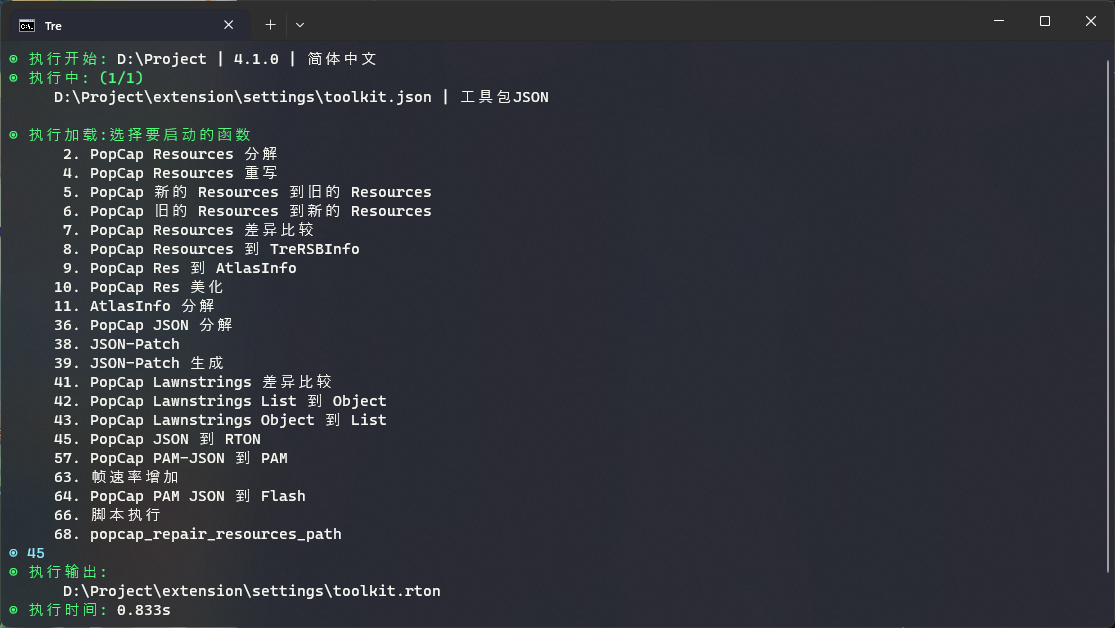 Tre
执行开始: D:\Project | 4.1.0 | 简体中文
执行中: (1/1)
D:\Project\extension\settings\toolkit.json | 工具包JSON
执行加载:选择要启动的函数
2. PopCap Resources 分解
4. PopCap Resources 重写
5. PopCap 新的 Resources 到旧的 Resources
6. PopCap 旧的 Resources 到新的 Resources
7. PopCap Resources 差异比较
8. PopCap Resources 到 TreRSBInfo
9. PopCap Res 到 AtlasInfo
10. PopCap Res 美化
11. AtlasInfo 分解
36. PopCap JSON 分解
38. JSON-Patch
39. JSON-Patch 生成
41. PopCap Lawnstrings 差异比较
42. PopCap Lawnstrings List 到 Object
43. PopCap Lawnstrings Object 到 List
45. PopCap JSON 到 RTON
57. PopCap PAM-JSON 到 PAM
63. 帧速率增加
64. PopCap PAM JSON 到 Flash
66. 脚本执行
68. popcap_repair_resources_path
45
执行输出:
D:\Project\extension\settings\toolkit.rton
执行时间: 0.833s